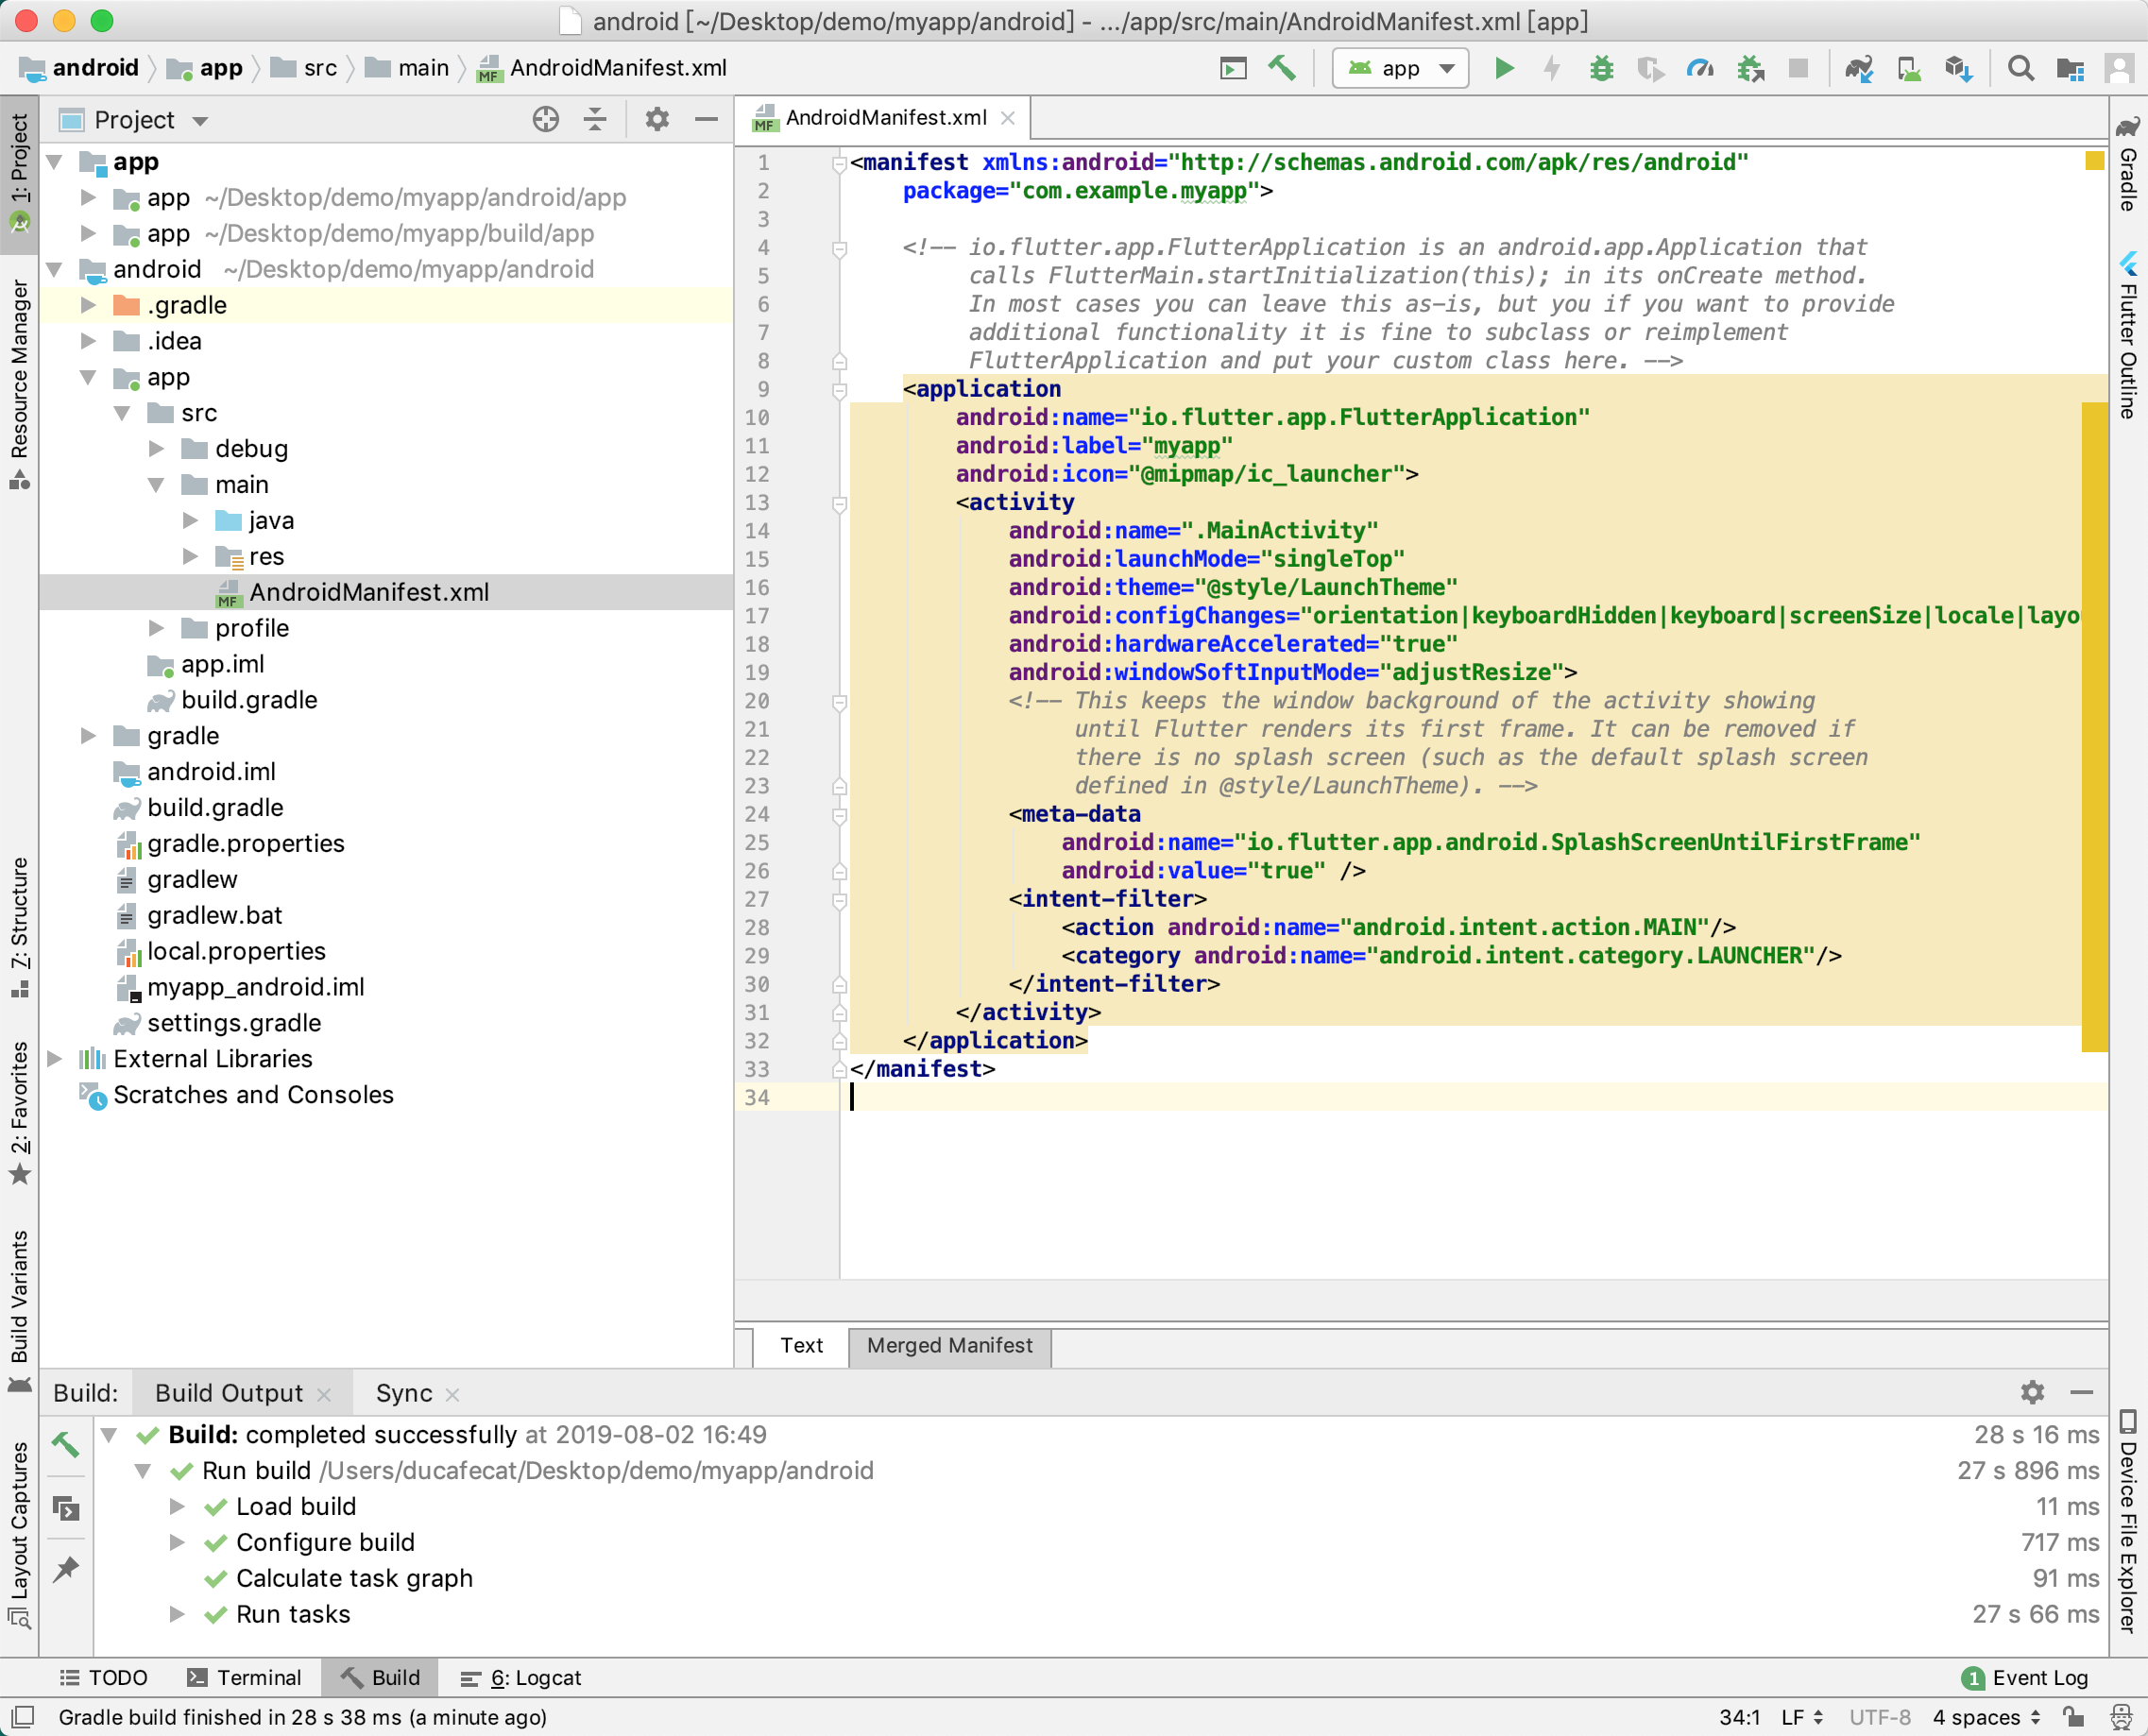 android [~/Desktop/demo/myapp/android] - .../app/src/main/AndroidManifest.xml [app]
android app src main MF AndroidManifest.xml app
1: Project
Resource Manager
7: Structure
2: Favorites
Build Variants
Layout Captures
Project
app
app ~/Desktop/demo/myapp/android/app
app ~/Desktop/demo/myapp/build/app
android ~/Desktop/demo/myapp/android
.gradle
.idea
app
src
debug
main
java
res
MF AndroidManifest.xml
profile
app.iml
build.gradle
gradle
android.iml
build.gradle
gradle.properties
gradlew
gradlew.bat
local.properties
myapp_android.iml
settings.gradle
External Libraries
Scratches and Consoles
MF AndroidManifest.xml
1 <manifest xmlns:android="http://schemas.android.com/apk/res/android"
2 package="com.example.myapp">
3
4 <!-- io.flutter.app.FlutterApplication is an android.app.Application that
5 calls FlutterMain.startInitialization(this); in its onCreate method.
6 In most cases you can leave this as-is, but you if you want to provide
7 additional functionality it is fine to subclass or reimplement
8 FlutterApplication and put your custom class here. -->
9 <application
10 android:name="io.flutter.app.FlutterApplication"
11 android:label="myapp"
12 android:icon="@mipmap/ic_launcher">
13 <activity
14 android:name=".MainActivity"
15 android:launchMode="singleTop"
16 android:theme="@style/LaunchTheme"
17 android:configChanges="orientation|keyboardHidden|keyboard|screenSize|locale|layou
18 android:hardwareAccelerated="true"
19 android:windowSoftInputMode="adjustResize">
20 <!-- This keeps the window background of the activity showing
21 until Flutter renders its first frame. It can be removed if
22 there is no splash screen (such as the default splash screen
23 defined in @style/LaunchTheme). -->
24 <meta-data
25 android:name="io.flutter.app.android.SplashScreenUntilFirstFrame"
26 android:value="true" />
27 <intent-filter>
28 <action android:name="android.intent.action.MAIN"/>
29 <category android:name="android.intent.category.LAUNCHER"/>
30 </intent-filter>
31 </activity>
32 </application>
33 </manifest>
34
Text Merged Manifest
Gradle
Flutter Outline
Device File Explorer
Build: Build Output Sync
Build: completed successfully at 2019-08-02 16:49 28 s 16 ms
Run build /Users/ducafecat/Desktop/demo/myapp/android 27 s 896 ms
Load build 11 ms
Configure build 717 ms
Calculate task graph 91 ms
Run tasks 27 s 66 ms
TODO Terminal Build 6: Logcat 1 Event Log
Gradle build finished in 28 s 38 ms (a minute ago) 34:1 LF UTF-8 4 spaces